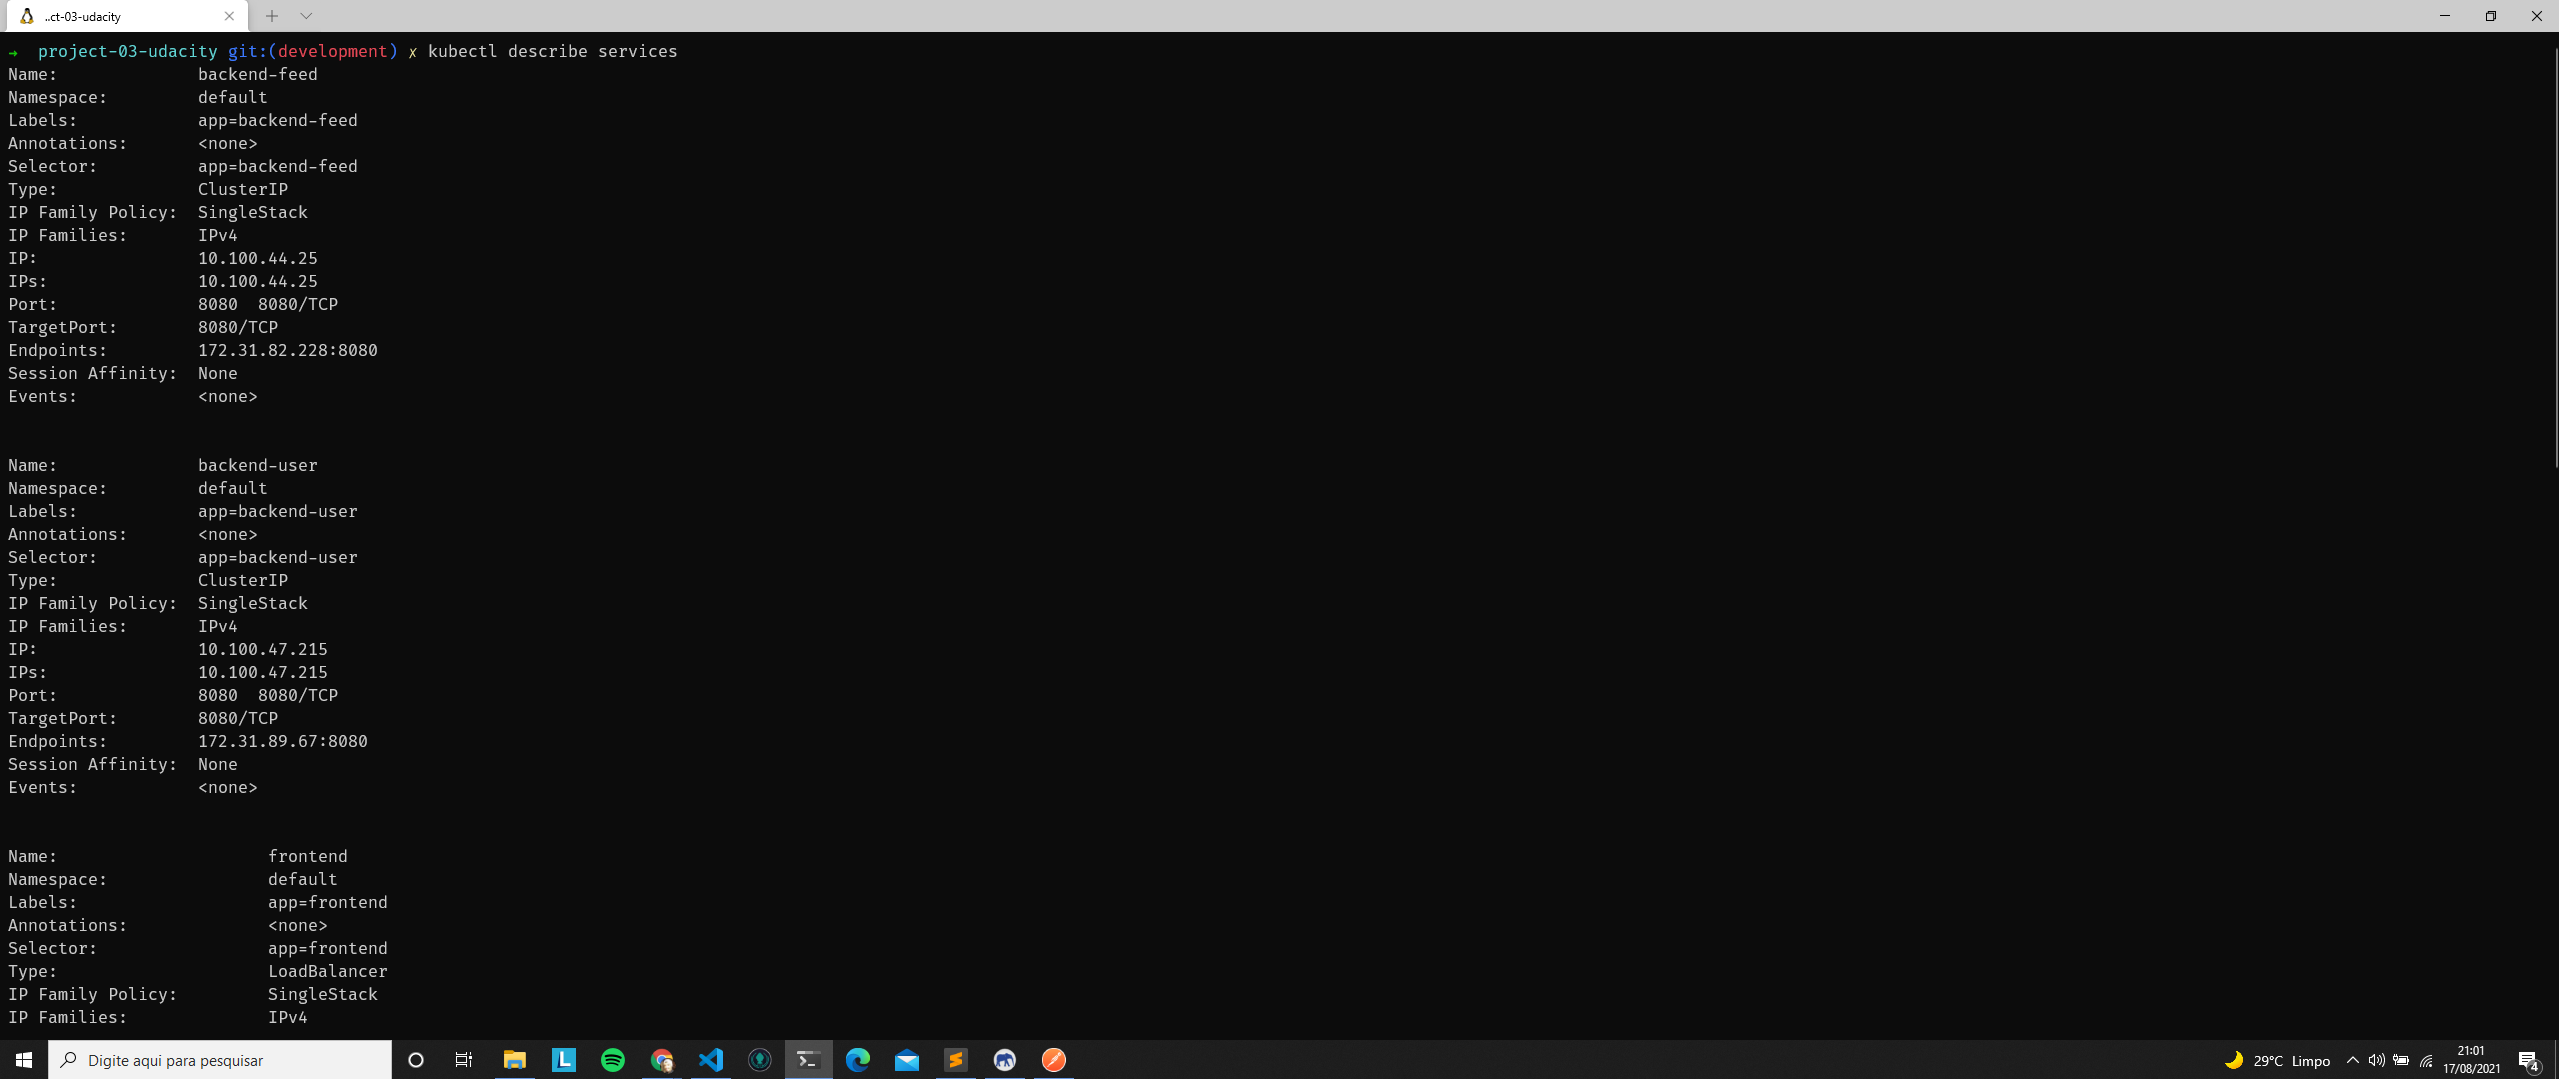 ..ct-03-udacity
→ project-03-udacity git:(development) ✗ kubectl describe services
Name: backend-feed
Namespace: default
Labels: app=backend-feed
Annotations: <none>
Selector: app=backend-feed
Type: ClusterIP
IP Family Policy: SingleStack
IP Families: IPv4
IP: 10.100.44.25
IPs: 10.100.44.25
Port: 8080 8080/TCP
TargetPort: 8080/TCP
Endpoints: 172.31.82.228:8080
Session Affinity: None
Events: <none>
Name: backend-user
Namespace: default
Labels: app=backend-user
Annotations: <none>
Selector: app=backend-user
Type: ClusterIP
IP Family Policy: SingleStack
IP Families: IPv4
IP: 10.100.47.215
IPs: 10.100.47.215
Port: 8080 8080/TCP
TargetPort: 8080/TCP
Endpoints: 172.31.89.67:8080
Session Affinity: None
Events: <none>
Name: frontend
Namespace: default
Labels: app=frontend
Annotations: <none>
Selector: app=frontend
Type: LoadBalancer
IP Family Policy: SingleStack
IP Families: IPv4
Digite aqui para pesquisar
L
29°C Limpo
21:01
17/08/2021
4